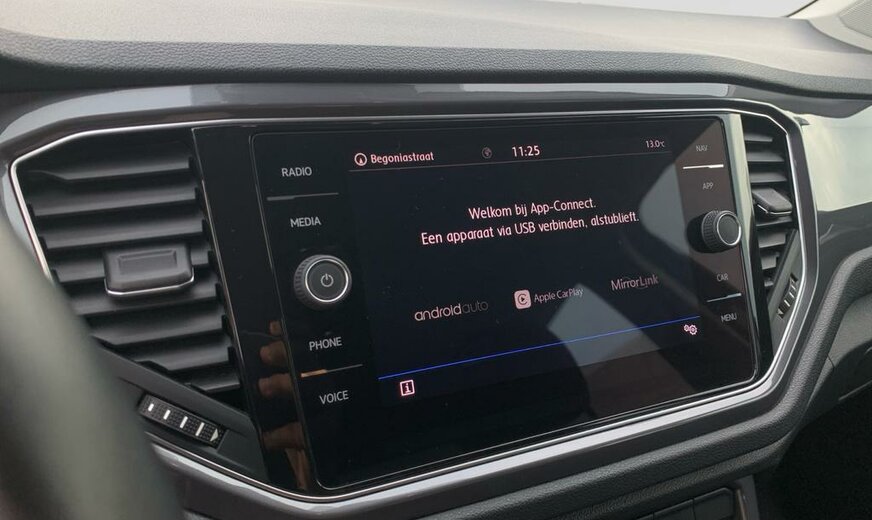 RADIO
MEDIA
PHONE
VOICE
Begoniastraat
11:25
13.0°C
Welkom bij App-Connect.
Een apparaat via USB verbinden, alstublieft.
androidauto
Apple CarPlay
MirrorLink
i
NAV
APP
CAR
MENU